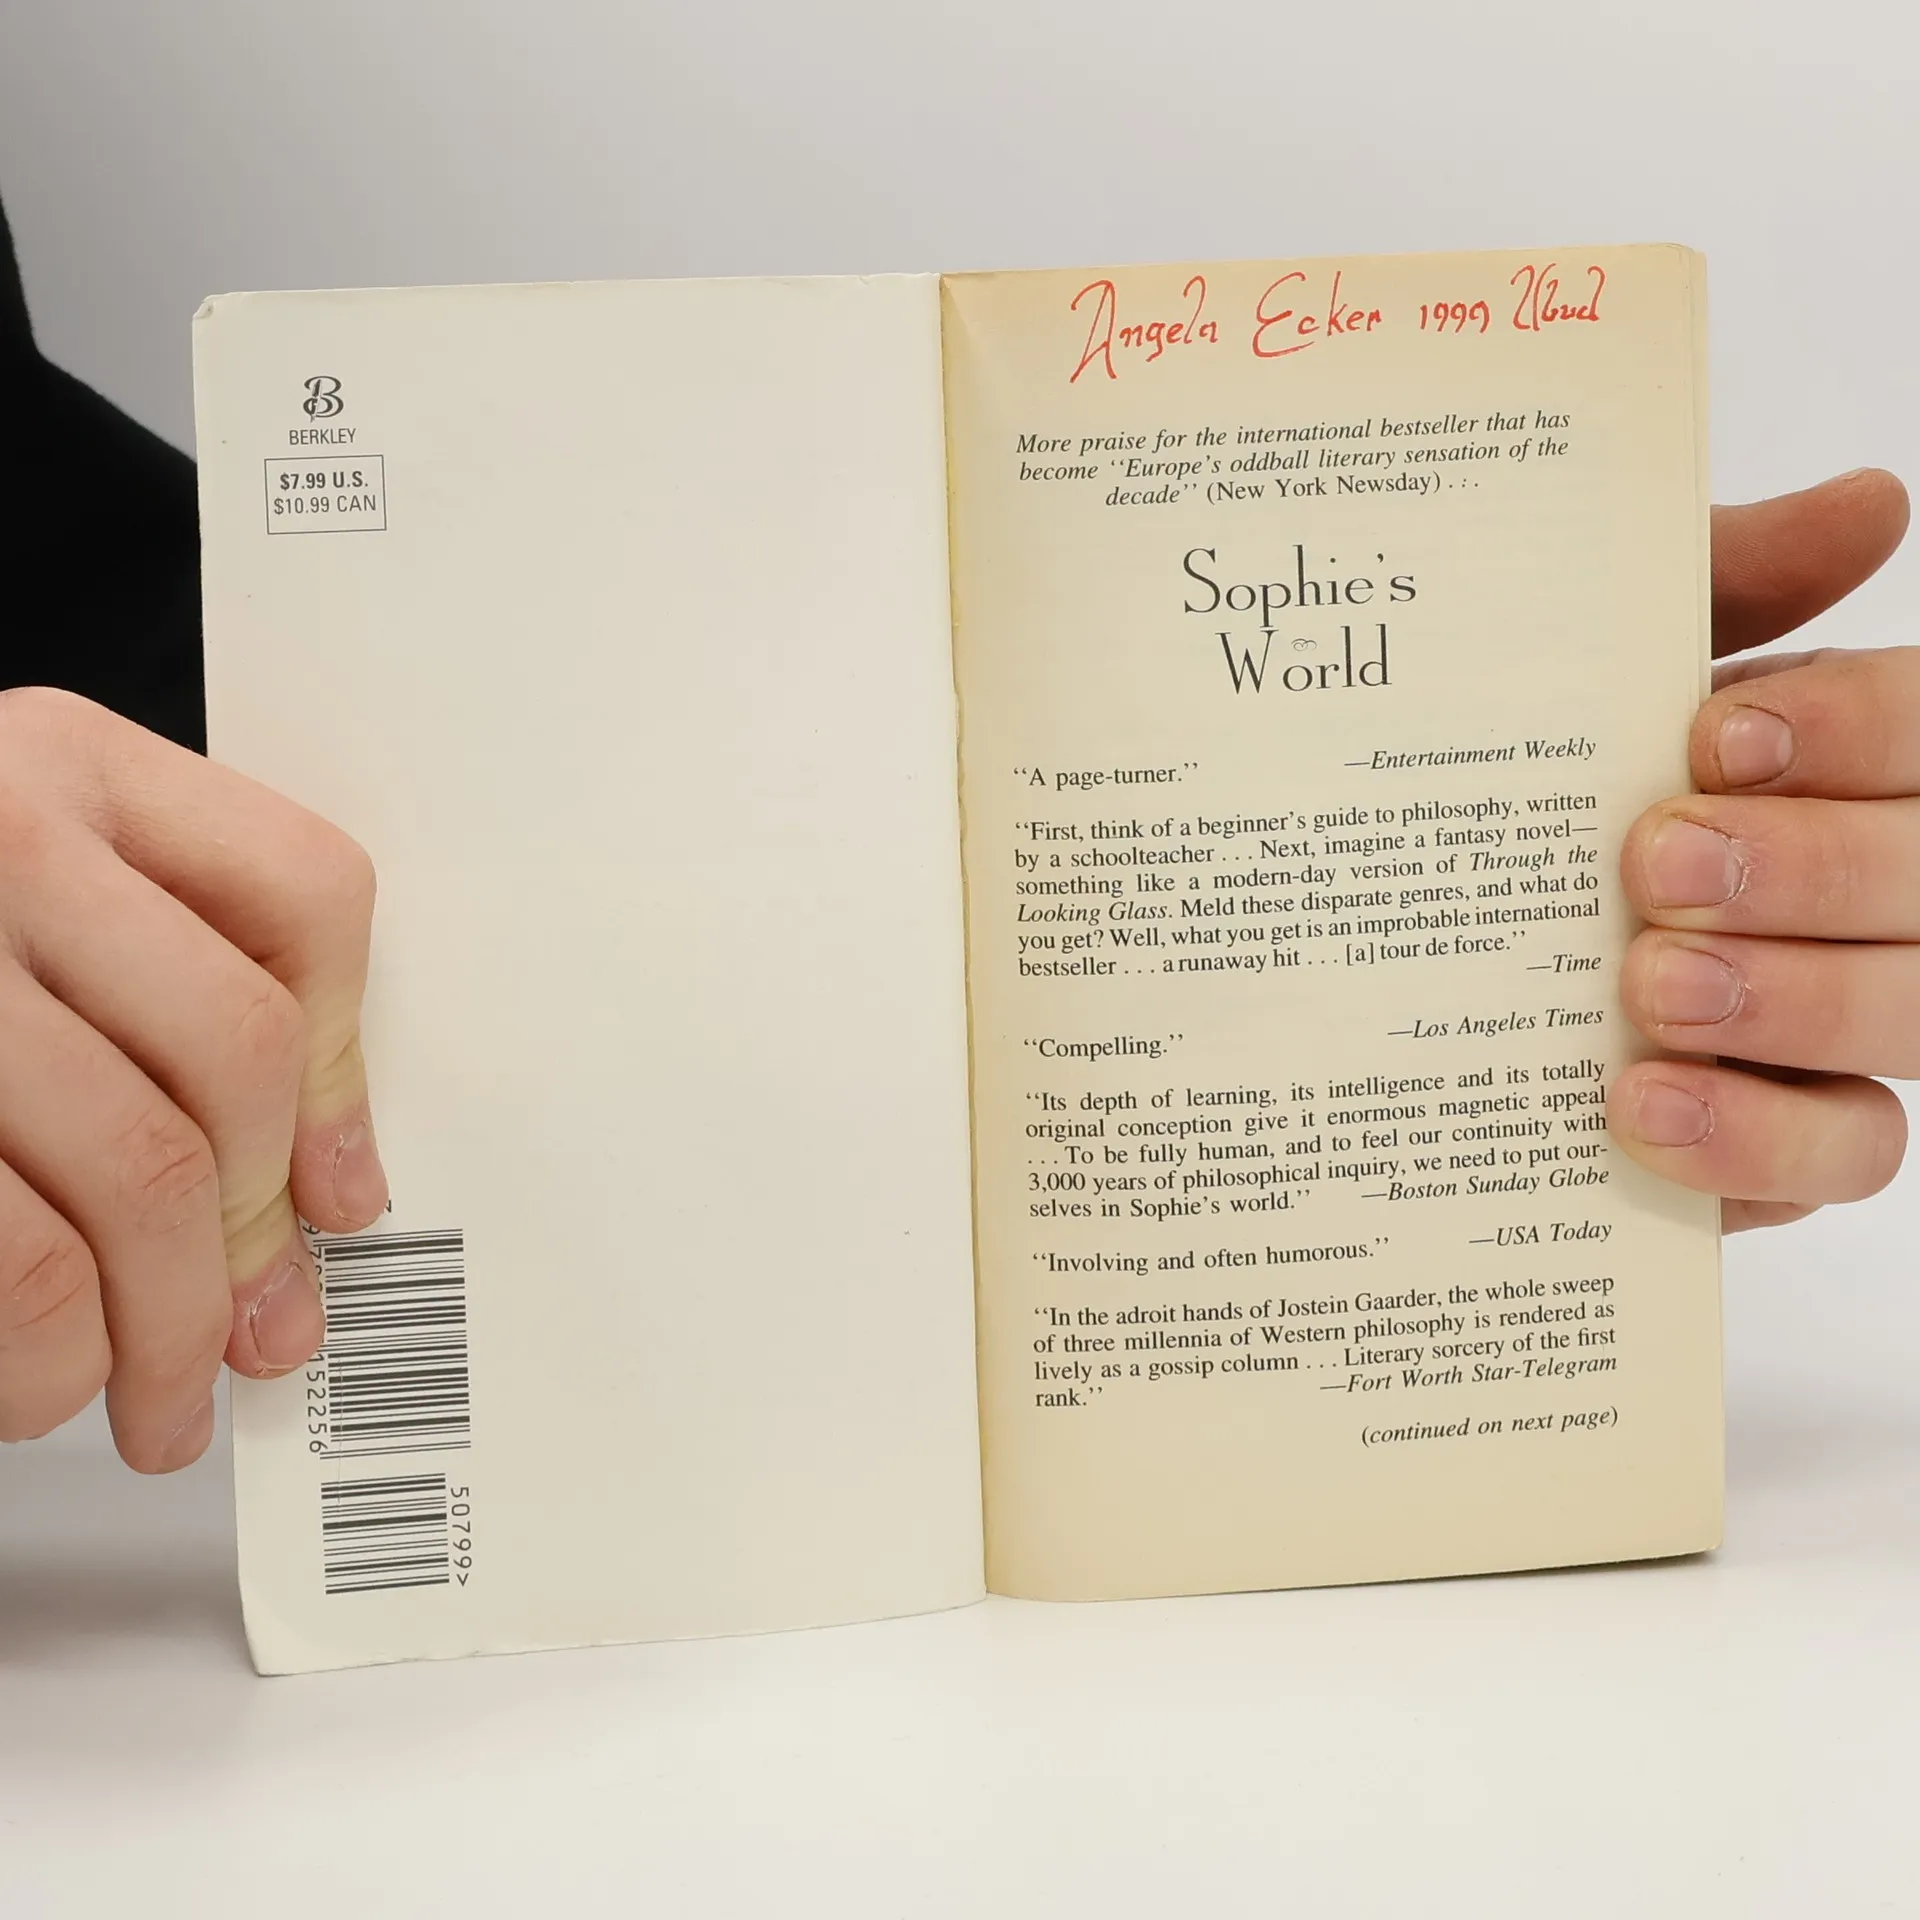 BERKLEY
$7.99 U.S.
$10.99 CAN
152256
50799>
Angela Ecker 1999
More praise for the international bestseller that has
become ‘‘Europe’s oddball literary sensation of the
decade’’ (New York Newsday) . . .
Sophie’s
World
‘‘A page-turner.’’ —Entertainment Weekly
‘‘First, think of a beginner’s guide to philosophy, written
by a schoolteacher . . . Next, imagine a fantasy novel—
something like a modern-day version of Through the
Looking Glass. Meld these disparate genres, and what do
you get? Well, what you get is an improbable international
bestseller . . . a runaway hit . . . [a] tour de force.’’
—Time
‘‘Compelling.’’ —Los Angeles Times
‘‘Its depth of learning, its intelligence and its totally
original conception give it enormous magnetic appeal
. . . To be fully human, and to feel our continuity with
3,000 years of philosophical inquiry, we need to put our-
selves in Sophie’s world.’’ —Boston Sunday Globe
‘‘Involving and often humorous.’’ —USA Today
‘‘In the adroit hands of Jostein Gaarder, the whole sweep
of three millennia of Western philosophy is rendered as
lively as a gossip column . . . Literary sorcery of the first
rank.’’ —Fort Worth Star-Telegram
(continued on next page)